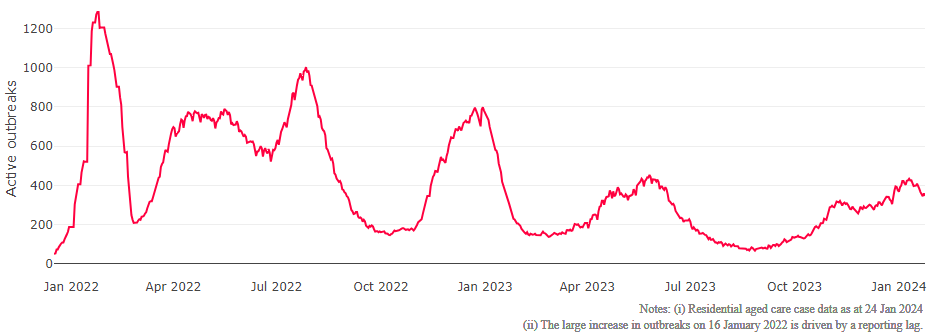 1200
1000
800
600
400
200
0
Active outbreaks
Jan 2022 Apr 2022 Jul 2022 Oct 2022 Jan 2023 Apr 2023 Jul 2023 Oct 2023 Jan 2024
Notes: (i) Residential aged care case data as at 24 Jan 2024
(ii) The large increase in outbreaks on 16 January 2022 is driven by a reporting lag.